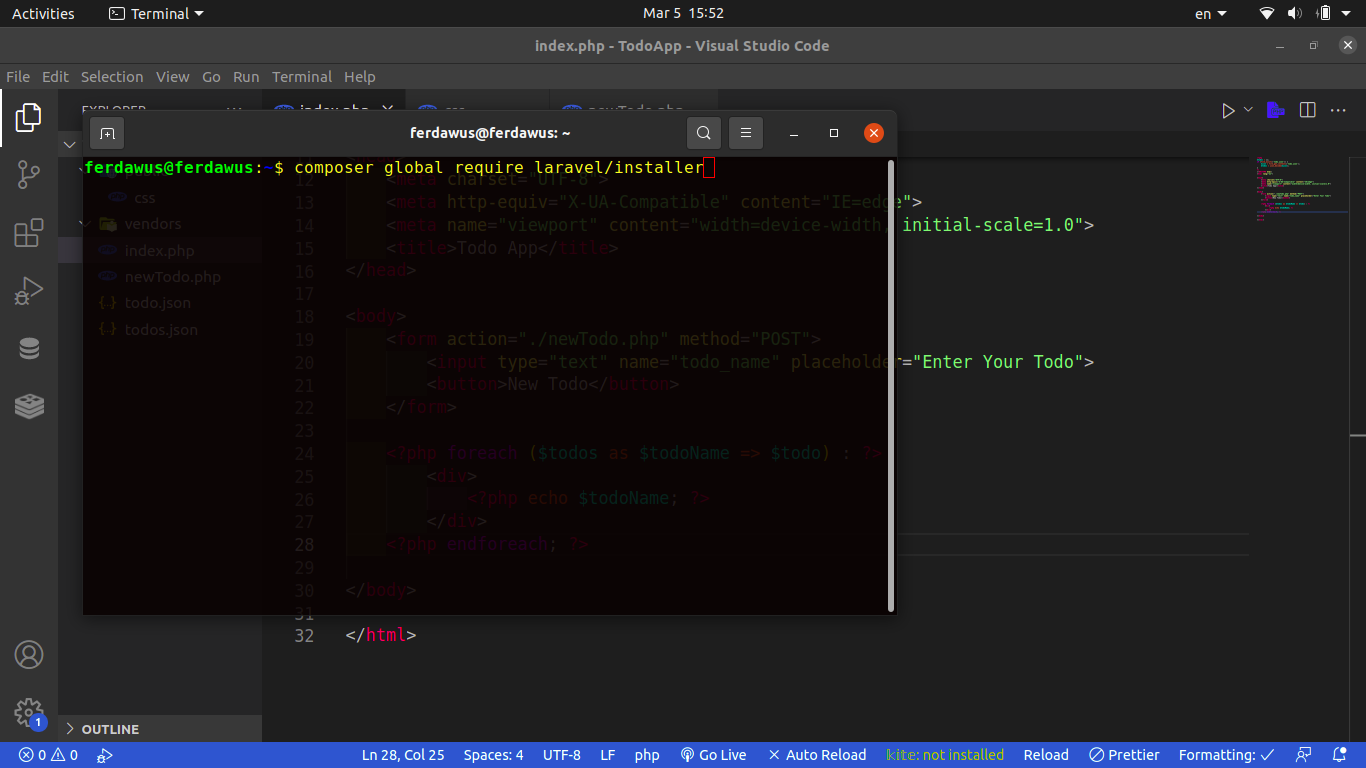 Activities Terminal Mar 5 15:52 en
index.php - TodoApp - Visual Studio Code
File Edit Selection View Go Run Terminal Help
EXPLORER index.php css newTodo.php
ferdawus@ferdawus: ~
ferdawus@ferdawus:~$ composer global require laravel/installer
css
vendors
index.php
newTodo.php
todo.json
todos.json
12 <meta charset="UTF-8">
13 <meta http-equiv="X-UA-Compatible" content="IE=edge">
14 <meta name="viewport" content="width=device-width, initial-scale=1.0">
15 <title>Todo App</title>
16 </head>
17
18 <body>
19 <form action="./newTodo.php" method="POST">
20 <input type="text" name="todo_name" placeholder="Enter Your Todo">
21 <button>New Todo</button>
22 </form>
23
24 <?php foreach ($todos as $todoName => $todo) : ?>
25 <div>
26 <?php echo $todoName; ?>
27 </div>
28 <?php endforeach; ?>
29
30 </body>
31
32 </html>
OUTLINE
1
0 0 Ln 28, Col 25 Spaces: 4 UTF-8 LF php Go Live Auto Reload kite: not installed Reload Prettier Formatting: